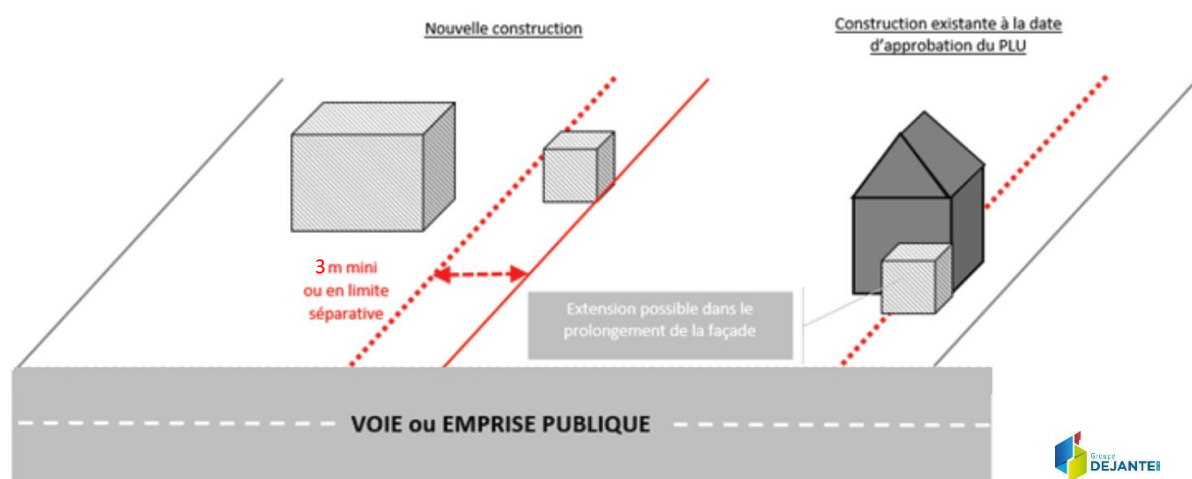 Nouvelle construction
Construction existante à la date
d'approbation du PLU
3 m mini
ou en limite
séparative
Extension possible dans le
prolongement de la façade
VOIE ou EMPRISE PUBLIQUE
Groupe
DEJANTE